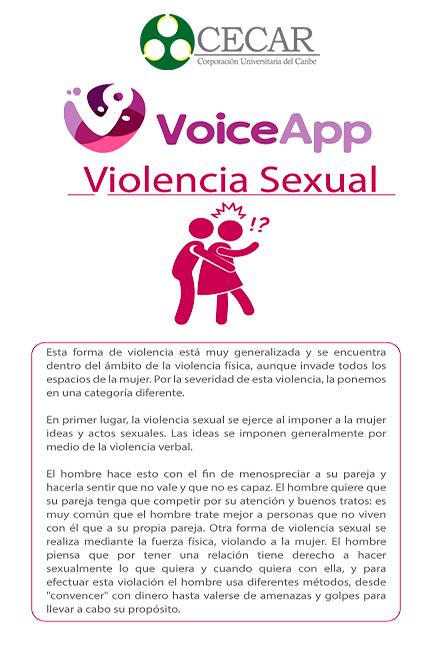 CECAR
Corporación Universitaria del Caribe
VoiceApp
Violencia Sexual
!?
Esta forma de violencia está muy generalizada y se encuentra
dentro del ámbito de la violencia física, aunque invade todos los
espacios de la mujer. Por la severidad de esta violencia, la ponemos
en una categoría diferente.
En primer lugar, la violencia sexual se ejerce al imponer a la mujer
ideas y actos sexuales. Las ideas se imponen generalmente por
medio de la violencia verbal.
El hombre hace esto con el fin de menospreciar a su pareja y
hacerla sentir que no vale y que no es capaz. El hombre quiere que
su pareja tenga que competir por su atención y buenos tratos: es
muy común que el hombre trate mejor a personas que no viven
con él que a su propia pareja. Otra forma de violencia sexual se
realiza mediante la fuerza física, violando a la mujer. El hombre
piensa que por tener una relación tiene derecho a hacer
sexualmente lo que quiera y cuando quiera con ella, y para
efectuar esta violación el hombre usa diferentes métodos, desde
"convencer" con dinero hasta valerse de amenazas y golpes para
llevar a cabo su propósito.